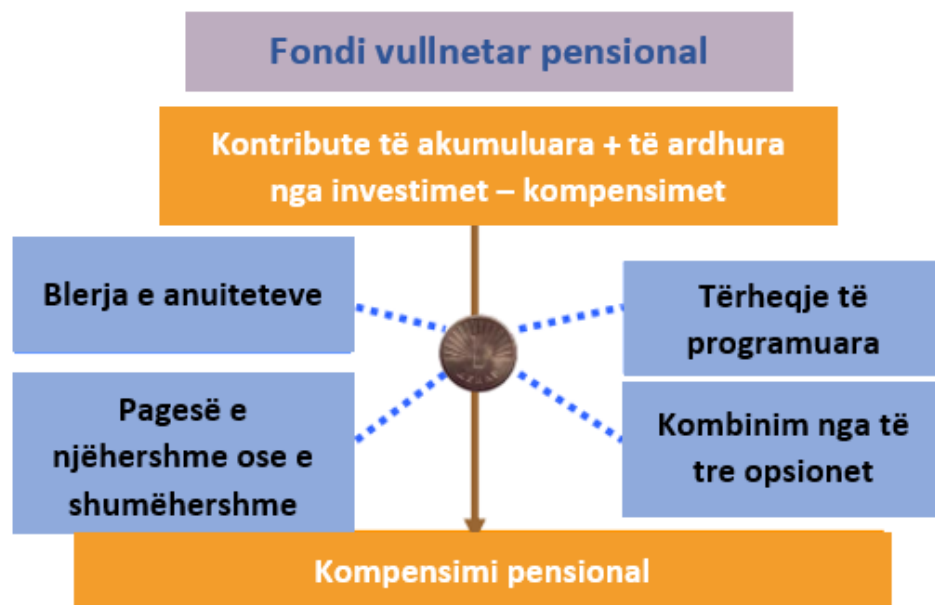 Fondi vullnetar pensional
Kontribute të akumuluara + të ardhura
nga investimet – kompensimet
Blerja e anuiteteve
Tërheqje të
programuara
Pagesë e
njëhershme ose e
shumëhershme
Kombinim nga të
tre opsionet
Kompensimi pensional